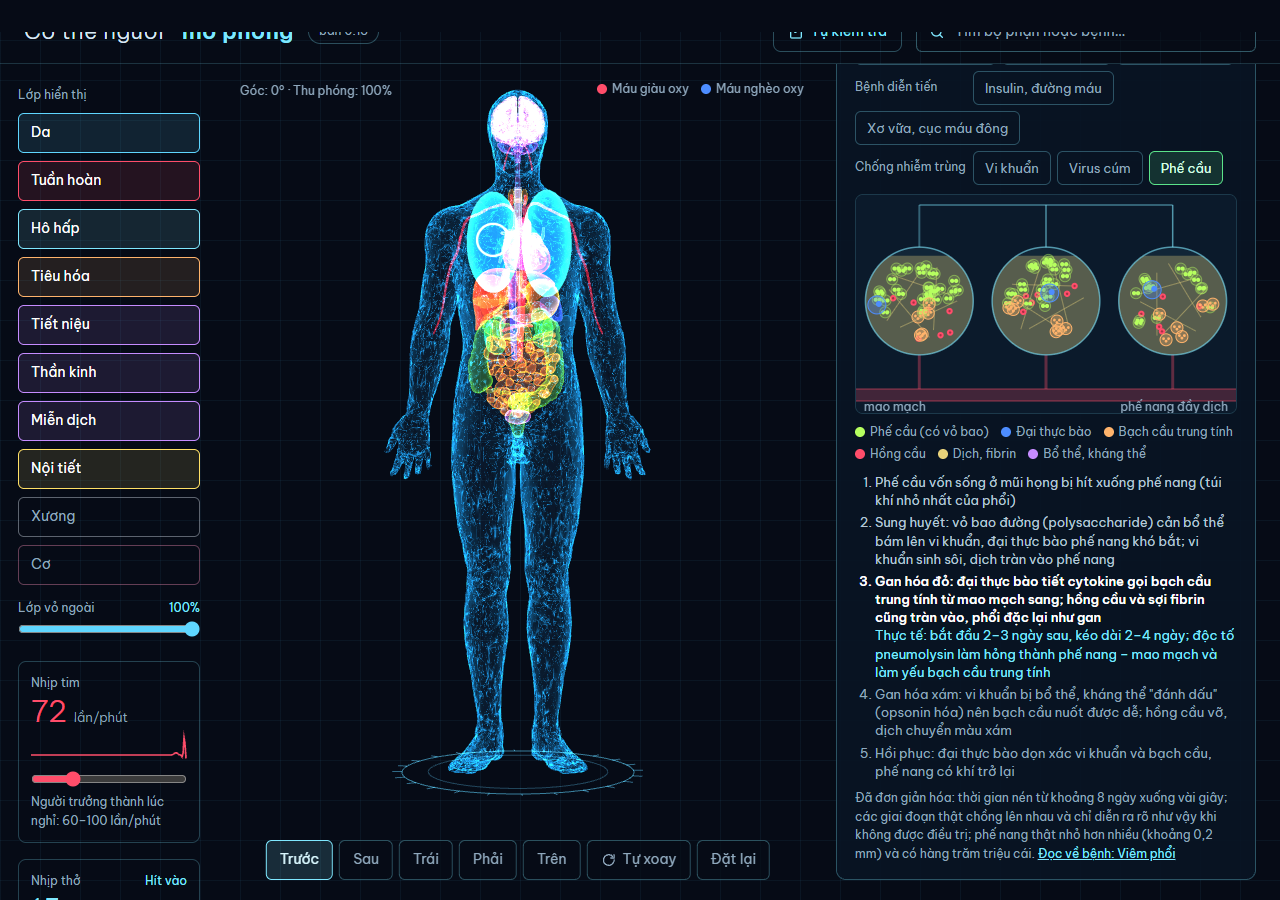 Cơ thể người mô phỏng
Tự kiểm tra
Tìm bộ phận hoặc bệnh...
Lớp hiển thị
Da
Tuần hoàn
Hô hấp
Tiêu hóa
Tiết niệu
Thần kinh
Miễn dịch
Nội tiết
Xương
Cơ
Lớp vỏ ngoài 100%
Nhịp tim
72 lần/phút
Người trưởng thành lúc
nghỉ: 60–100 lần/phút
Nhịp thở Hít vào
Góc: 0° · Thu phóng: 100%
Máu giàu oxy Máu nghèo oxy
Trước Sau Trái Phải Trên Tự xoay Đặt lại
Bệnh diễn tiến Insulin, đường máu
Xơ vữa, cục máu đông
Chống nhiễm trùng Vi khuẩn Virus cúm Phế cầu
mao mạch phế nang đầy dịch
Phế cầu (có vỏ bao) Đại thực bào Bạch cầu trung tính
Hồng cầu Dịch, fibrin Bổ thể, kháng thể
1. Phế cầu vốn sống ở mũi họng bị hít xuống phế nang (túi
khí nhỏ nhất của phổi)
2. Sung huyết: vỏ bao đường (polysaccharide) cản bổ thể
bám lên vi khuẩn, đại thực bào phế nang khó bắt; vi
khuẩn sinh sôi, dịch tràn vào phế nang
3. Gan hóa đỏ: đại thực bào tiết cytokine gọi bạch cầu
trung tính từ mao mạch sang; hồng cầu và sợi fibrin
cũng tràn vào, phổi đặc lại như gan
Thực tế: bắt đầu 2–3 ngày sau, kéo dài 2–4 ngày; độc tố
pneumolysin làm hỏng thành phế nang – mao mạch và
làm yếu bạch cầu trung tính
4. Gan hóa xám: vi khuẩn bị bổ thể, kháng thể "đánh dấu"
(opsonin hóa) nên bạch cầu nuốt được dễ; hồng cầu vỡ,
dịch chuyển màu xám
5. Hồi phục: đại thực bào dọn xác vi khuẩn và bạch cầu,
phế nang có khí trở lại
Đã đơn giản hóa: thời gian nén từ khoảng 8 ngày xuống vài giây;
các giai đoạn thật chồng lên nhau và chỉ diễn ra rõ như vậy khi
không được điều trị; phế nang thật nhỏ hơn nhiều (khoảng 0,2
mm) và có hàng trăm triệu cái. Đọc về bệnh: Viêm phổi